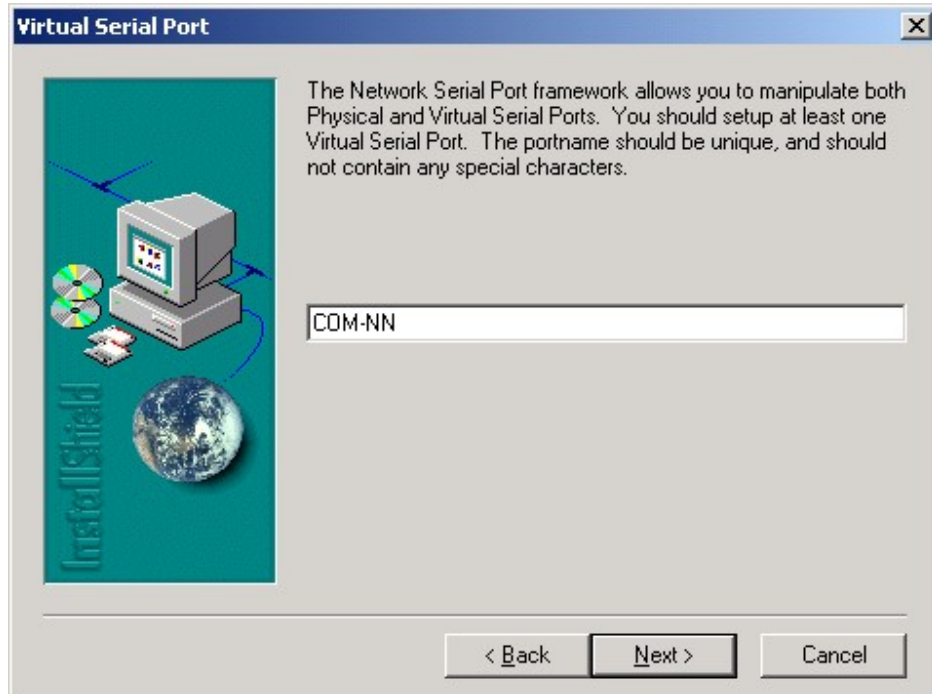 Virtual Serial Port
The Network Serial Port framework allows you to manipulate both
Physical and Virtual Serial Ports.  You should setup at least one
Virtual Serial Port.  The portname should be unique, and should
not contain any special characters.
COM-NN
InstallShield
< Back
Next >
Cancel